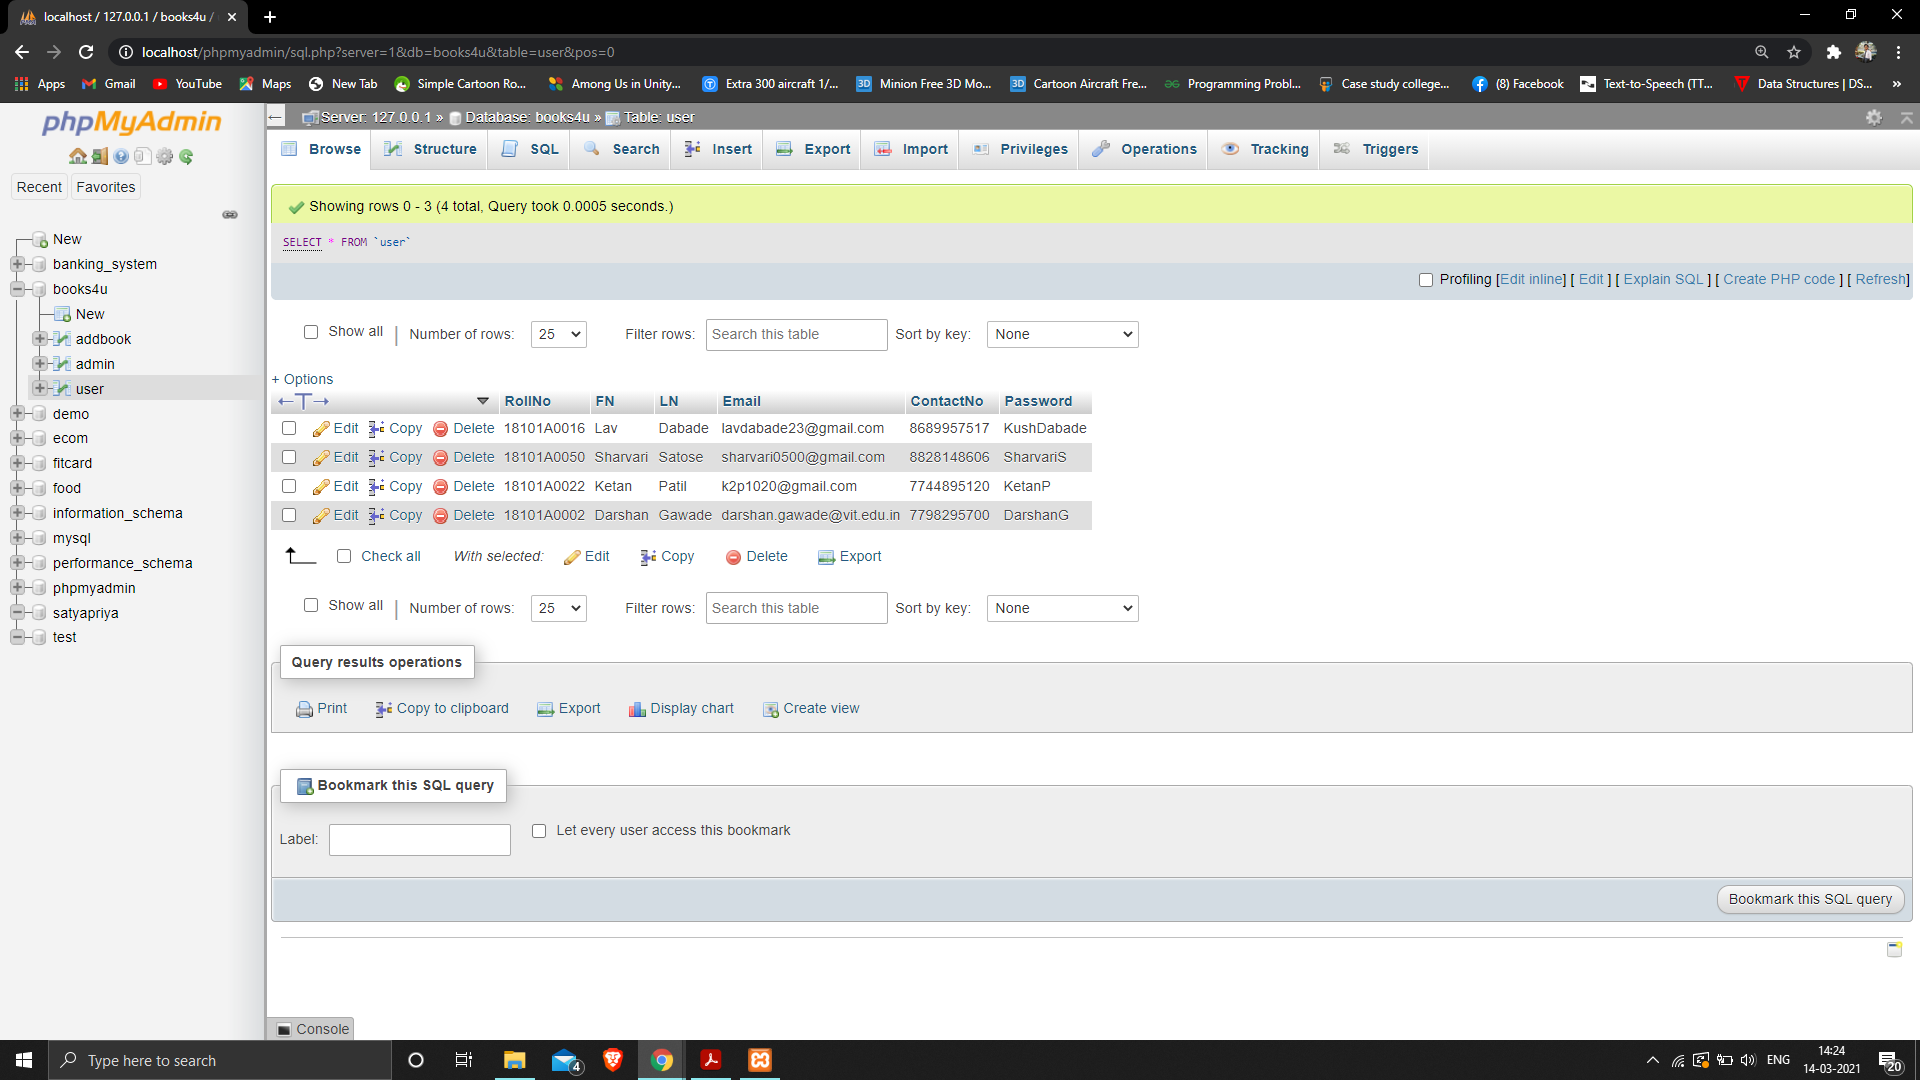 localhost / 127.0.0.1 / books4u /
localhost/phpmyadmin/sql.php?server=1&db=books4u&table=user&pos=0
Apps Gmail YouTube Maps New Tab Simple Cartoon Ro... Among Us in Unity... Extra 300 aircraft 1/... Minion Free 3D Mo... Cartoon Aircraft Fre... Programming Probl... Case study college... (8) Facebook Text-to-Speech (TT... Data Structures | DS... »
phpMyAdmin
Recent Favorites
New
banking_system
books4u
New
addbook
admin
user
demo
ecom
fitcard
food
information_schema
mysql
performance_schema
phpmyadmin
satyapriya
test
Server: 127.0.0.1 » Database: books4u » Table: user
Browse Structure SQL Search Insert Export Import Privileges Operations Tracking Triggers
Showing rows 0 - 3 (4 total, Query took 0.0005 seconds.)
SELECT * FROM `user`
Profiling [Edit inline] [ Edit ] [ Explain SQL ] [ Create PHP code ] [ Refresh]
Show all | Number of rows: 25 Filter rows: Search this table Sort by key: None
+ Options
RollNo FN LN Email ContactNo Password
Edit Copy Delete 18101A0016 Lav Dabade lavdabade23@gmail.com 8689957517 KushDabade
Edit Copy Delete 18101A0050 Sharvari Satose sharvari0500@gmail.com 8828148606 SharvariS
Edit Copy Delete 18101A0022 Ketan Patil k2p1020@gmail.com 7744895120 KetanP
Edit Copy Delete 18101A0002 Darshan Gawade darshan.gawade@vit.edu.in 7798295700 DarshanG
Check all With selected: Edit Copy Delete Export
Show all | Number of rows: 25 Filter rows: Search this table Sort by key: None
Query results operations
Print Copy to clipboard Export Display chart Create view
Bookmark this SQL query
Label: Let every user access this bookmark
Bookmark this SQL query
Console
Type here to search
4
ENG
14:24
14-03-2021
20